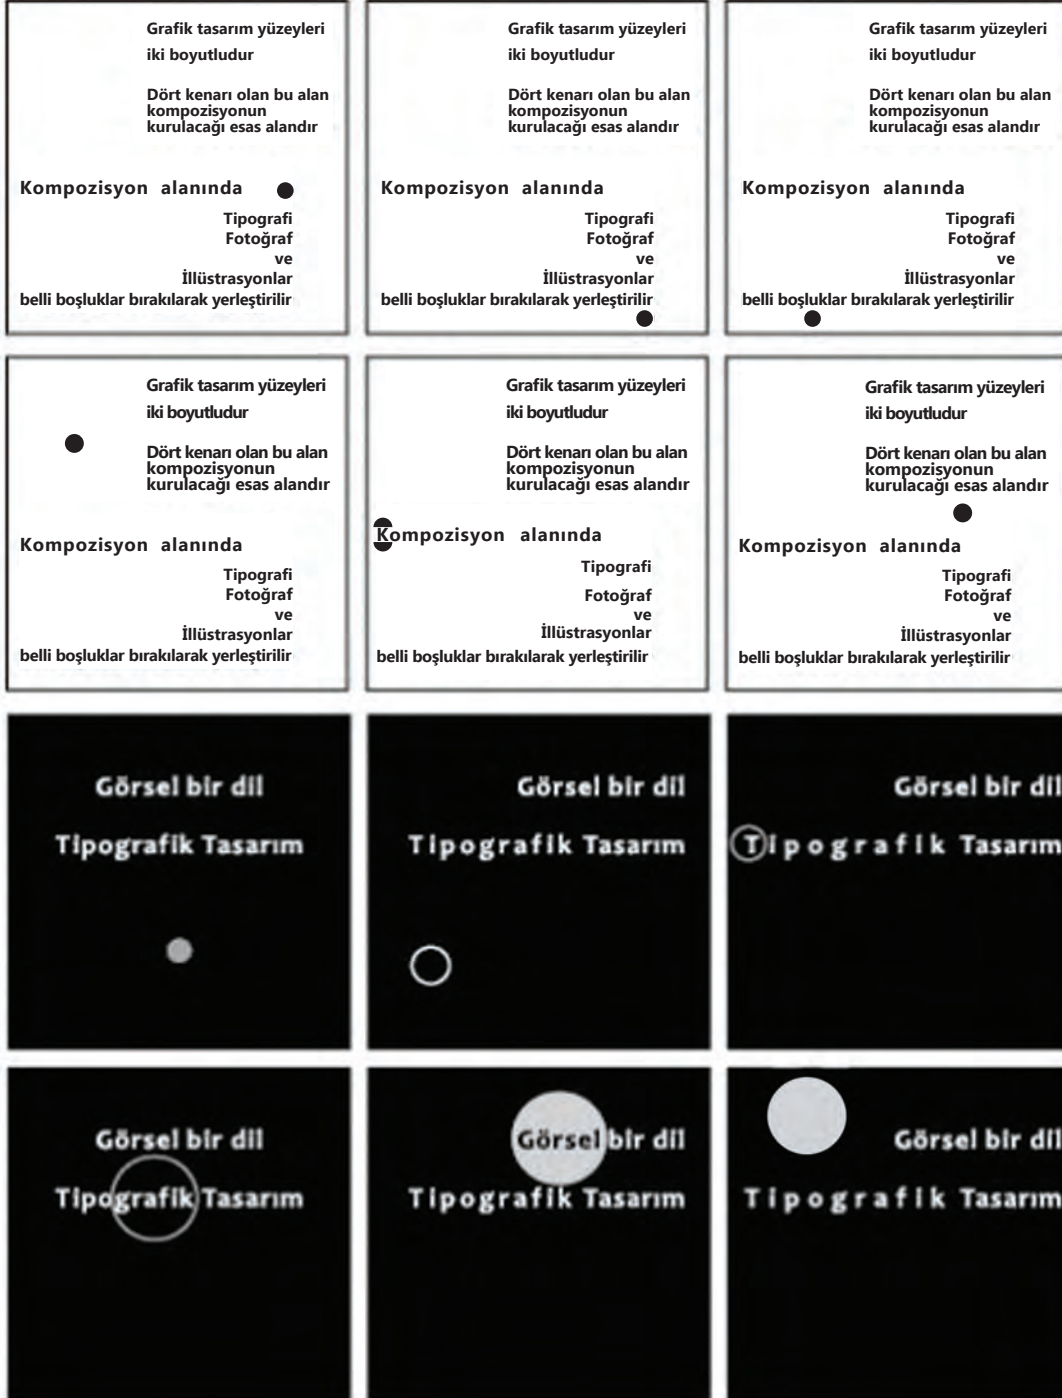 Grafik tasarım yüzeyleri
iki boyutludur
Dört kenarı olan bu alan
kompozisyonun
kurulacağı esas alandır
Kompozisyon alanında
Tipografi
Fotoğraf
ve
İllüstrasyonlar
belli boşluklar bırakılarak yerleştirilir
Grafik tasarım yüzeyleri
iki boyutludur
Dört kenarı olan bu alan
kompozisyonun
kurulacağı esas alandır
Kompozisyon alanında
Tipografi
Fotoğraf
ve
İllüstrasyonlar
belli boşluklar bırakılarak yerleştirilir
Grafik tasarım yüzeyleri
iki boyutludur
Dört kenarı olan bu alan
kompozisyonun
kurulacağı esas alandır
Kompozisyon alanında
Tipografi
Fotoğraf
ve
İllüstrasyonlar
belli boşluklar bırakılarak yerleştirilir
Grafik tasarım yüzeyleri
iki boyutludur
Dört kenarı olan bu alan
kompozisyonun
kurulacağı esas alandır
Kompozisyon alanında
Tipografi
Fotoğraf
ve
İllüstrasyonlar
belli boşluklar bırakılarak yerleştirilir
Grafik tasarım yüzeyleri
iki boyutludur
Dört kenarı olan bu alan
kompozisyonun
kurulacağı esas alandır
Kompozisyon alanında
Tipografi
Fotoğraf
ve
İllüstrasyonlar
belli boşluklar bırakılarak yerleştirilir
Grafik tasarım yüzeyleri
iki boyutludur
Dört kenarı olan bu alan
kompozisyonun
kurulacağı esas alandır
Kompozisyon alanında
Tipografi
Fotoğraf
ve
İllüstrasyonlar
belli boşluklar bırakılarak yerleştirilir
Görsel bir dil
Tipografik Tasarım
Görsel bir dil
Tipografik Tasarım
Görsel bir dil
Tipografik Tasarım
Görsel bir dil
Tipografik Tasarım
Görsel bir dil
Tipografik Tasarım
Görsel bir dil
Tipografik Tasarım